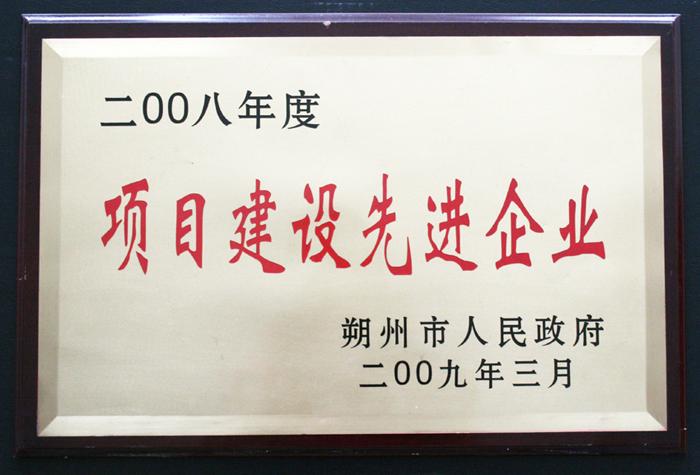 二00八年度
项目建设先进企业
朔州市人民政府
二00九年三月